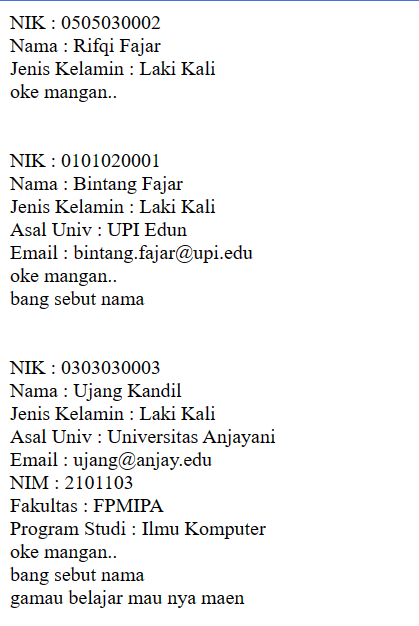 NIK : 0505030002
Nama : Rifqi Fajar
Jenis Kelamin : Laki Kali
oke mangan..
NIK : 0101020001
Nama : Bintang Fajar
Jenis Kelamin : Laki Kali
Asal Univ : UPI Edun
Email : bintang.fajar@upi.edu
oke mangan..
bang sebut nama
NIK : 0303030003
Nama : Ujang Kandil
Jenis Kelamin : Laki Kali
Asal Univ : Universitas Anjayani
Email : ujang@anjay.edu
NIM : 2101103
Fakultas : FPMIPA
Program Studi : Ilmu Komputer
oke mangan..
bang sebut nama
gamau belajar mau nya maen